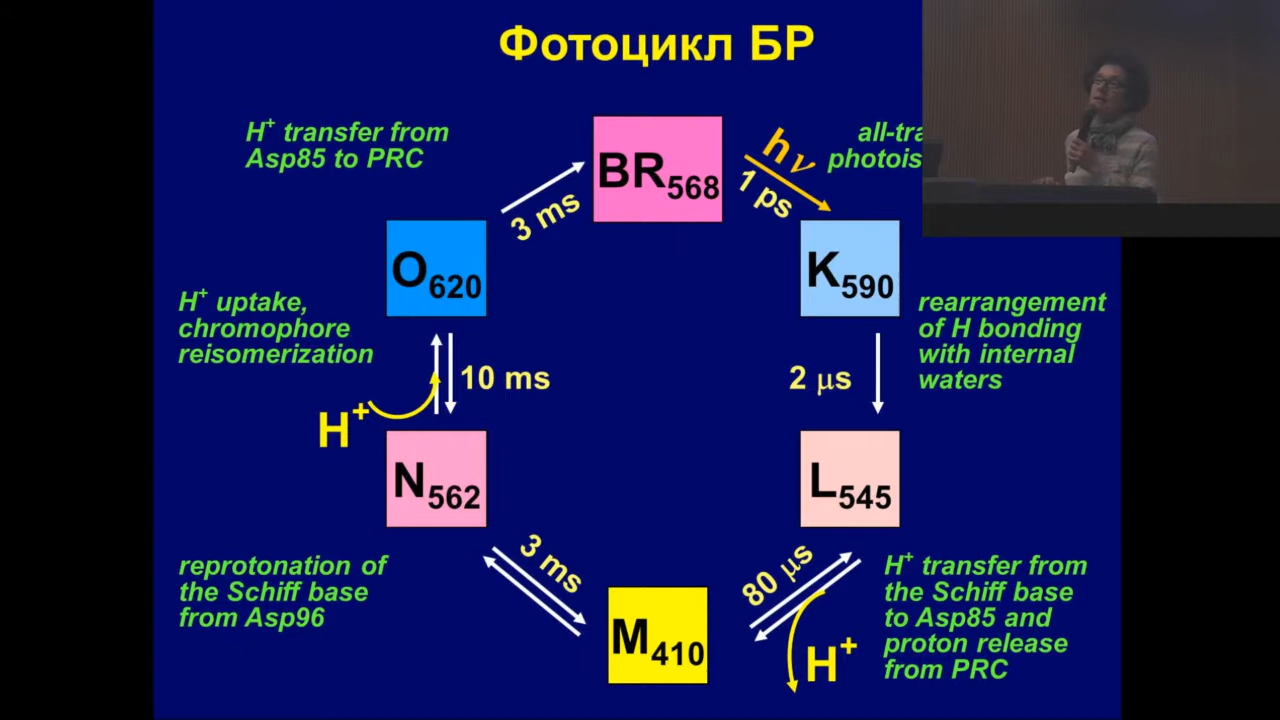 Фотоцикл БР
H+ transfer from
Asp85 to PRC
BR568
hν
1 ps
3 ms
O620
K590
H+ uptake,
chromophore
reisomerization
10 ms
2 μs
rearrangement
of H bonding
with internal
waters
H+
N562
L545
reprotonation of
the Schiff base
from Asp96
3 ms
M410
80 μs
H+
H+ transfer from
the Schiff base
to Asp85 and
proton release
from PRC